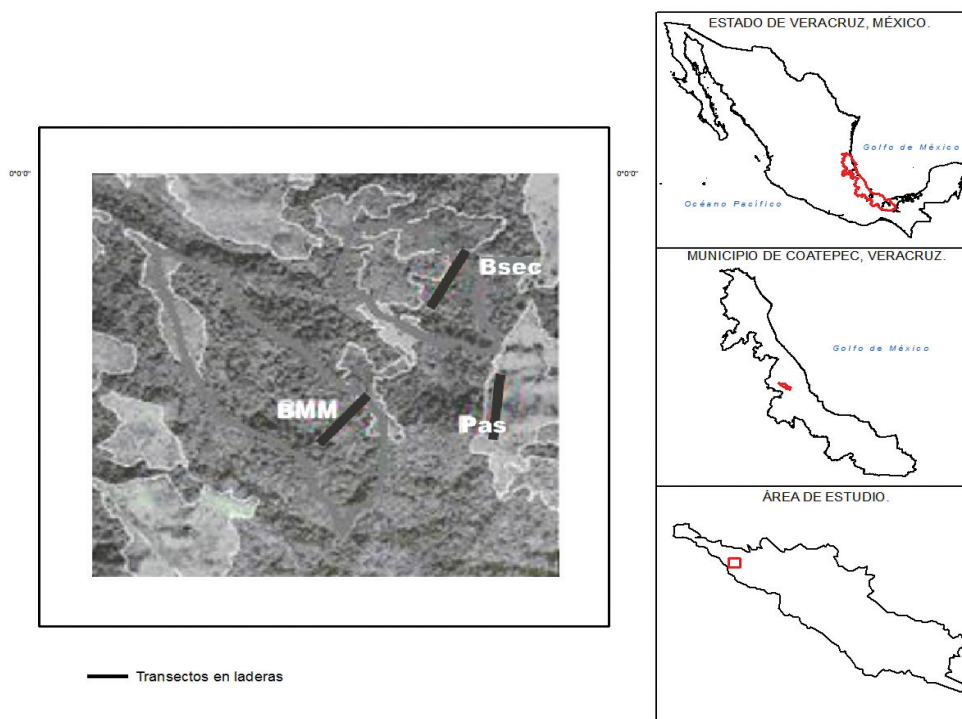 ESTADO DE VERACRUZ, MÉXICO.
Golfo de México
Océano Pacífico
MUNICIPIO DE COATEPEC, VERACRUZ.
Golfo de México
ÁREA DE ESTUDIO.
0°0'0"
0°0'0"
Bsec
BMM
Pas
Transectos en laderas